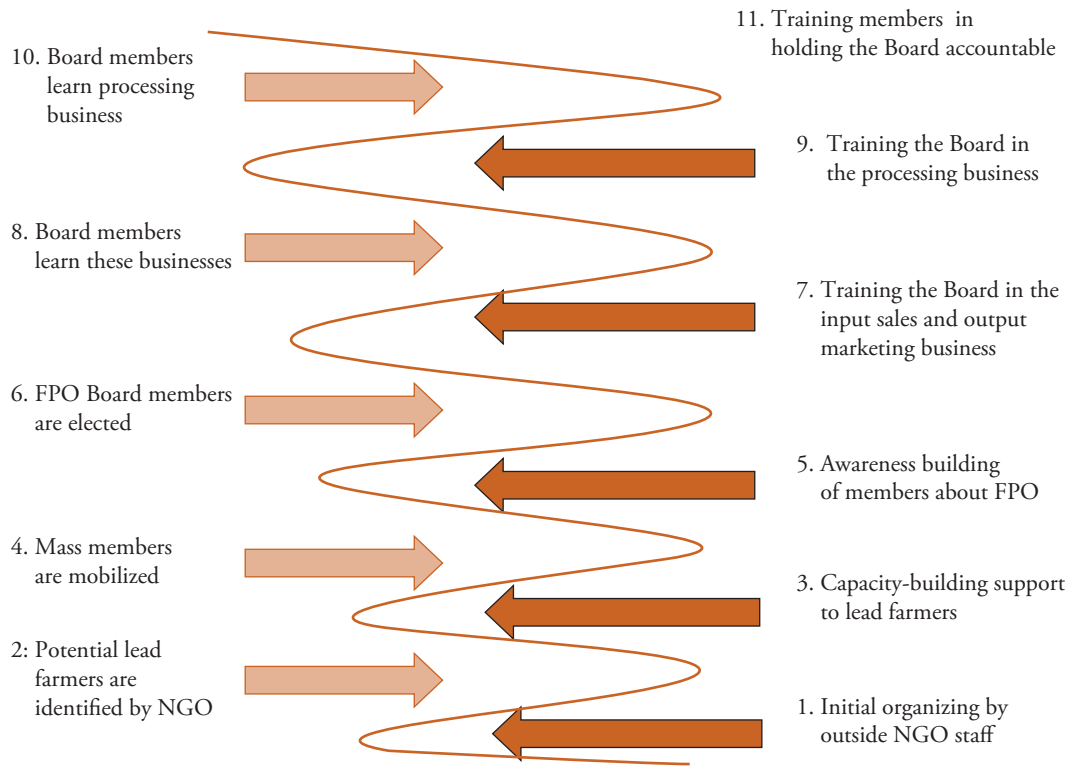 11. Training members in
holding the Board accountable
10. Board members
learn processing
business
9. Training the Board in
the processing business
8. Board members
learn these businesses
7. Training the Board in the
input sales and output
marketing business
6. FPO Board members
are elected
5. Awareness building
of members about FPO
4. Mass members
are mobilized
3. Capacity-building support
to lead farmers
2: Potential lead
farmers are
identified by NGO
1. Initial organizing by
outside NGO staff